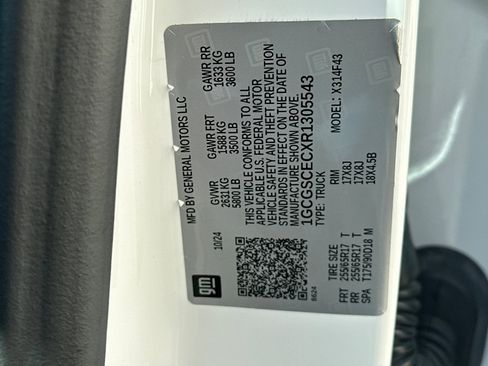 MFD BY GENERAL MOTORS LLC
gm
10/24
GVWR
2631 KG
5800 LB
GAWR FRT
1588 KG
3500 LB
GAWR RR
1633 KG
3600 LB
THIS VEHICLE CONFORMS TO ALL
APPLICABLE U.S. FEDERAL MOTOR
VEHICLE SAFETY AND THEFT PREVENTION
STANDARDS IN EFFECT ON THE DATE OF
MANUFACTURE SHOWN ABOVE.
1GCGSCECXR1305543
TYPE: TRUCK
MODEL: X314F43
8624
TIRE SIZE RIM
FRT 255/65R17 T 17X8J
RR 255/65R17 T 17X8J
SPA T175/90D18 M 18X4.5B